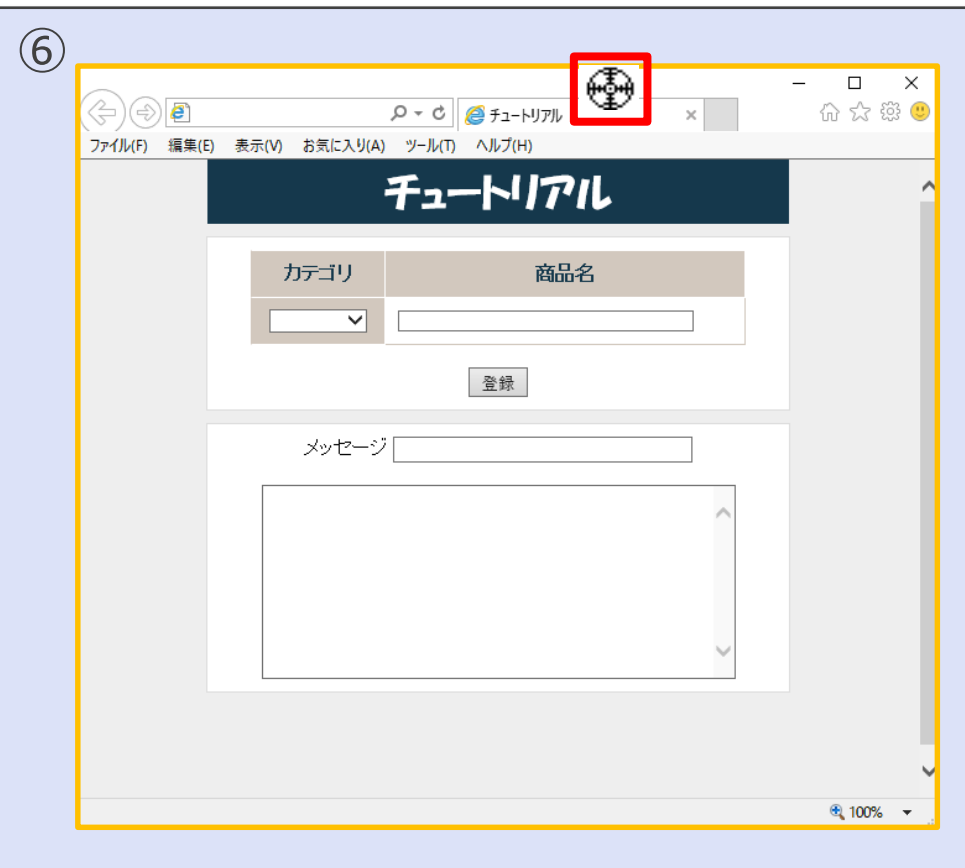 ⑥
チュートリアル
ファイル(F) 編集(E) 表示(V) お気に入り(A) ツール(T) ヘルプ(H)
チュートリアル
カテゴリ 商品名
登録
メッセージ
100%